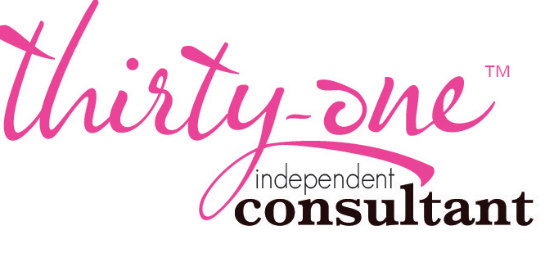 thirty-one™
independent
consultant